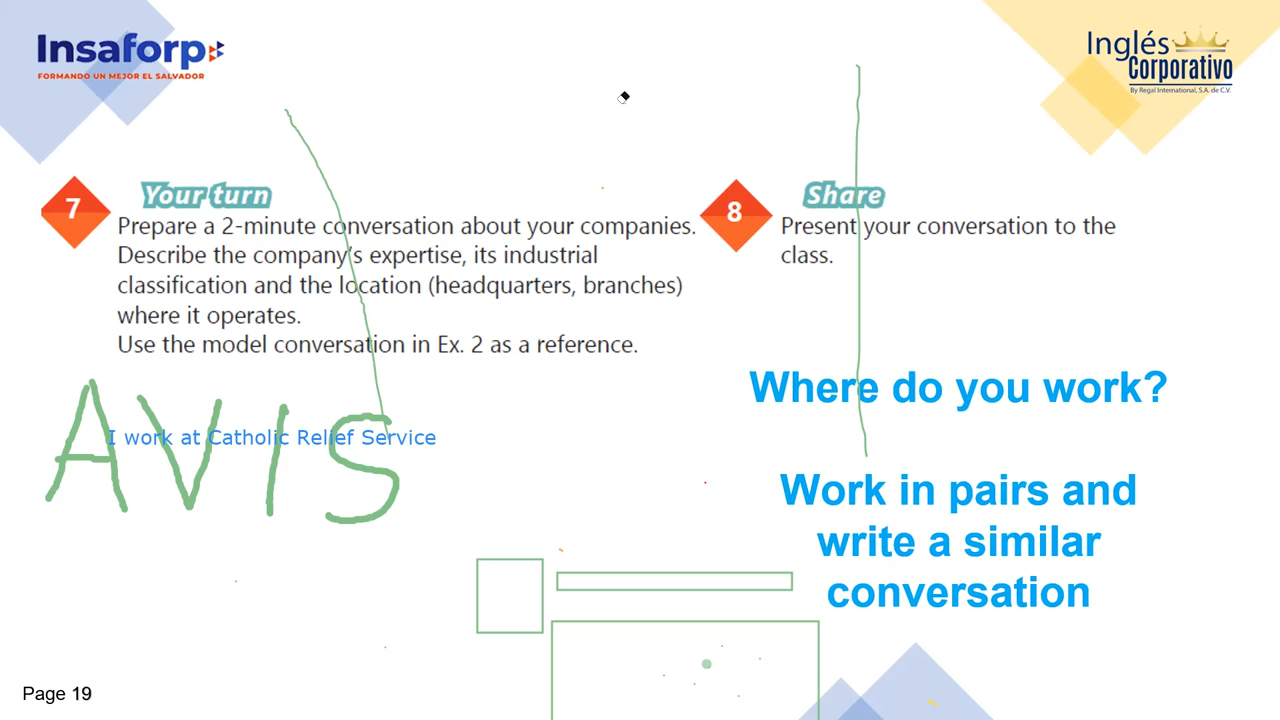 Insaforp
FORMANDO UN MEJOR EL SALVADOR
Inglés
Corporativo
By Regal International, S.A. de C.V.
7
Your turn
Prepare a 2-minute conversation about your companies.
Describe the company's expertise, its industrial
classification and the location (headquarters, branches)
where it operates.
Use the model conversation in Ex. 2 as a reference.
8
Share
Present your conversation to the
class.
Where do you work?
I work at Catholic Relief Service
AVIS
Work in pairs and
write a similar
conversation
Page 19